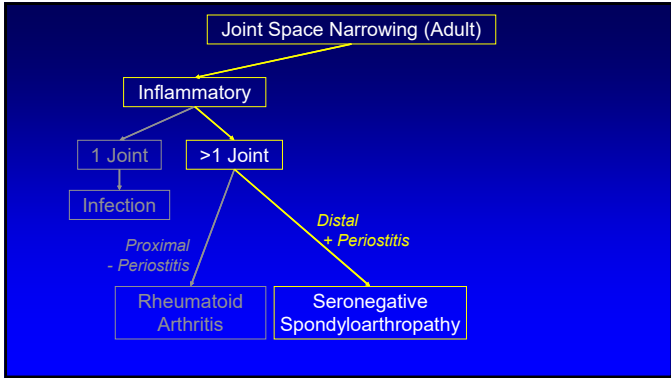 Joint Space Narrowing (Adult)
Inflammatory
1 Joint
>1 Joint
Infection
Distal
+ Periostitis
Proximal
- Periostitis
Rheumatoid
Arthritis
Seronegative
Spondyloarthropathy